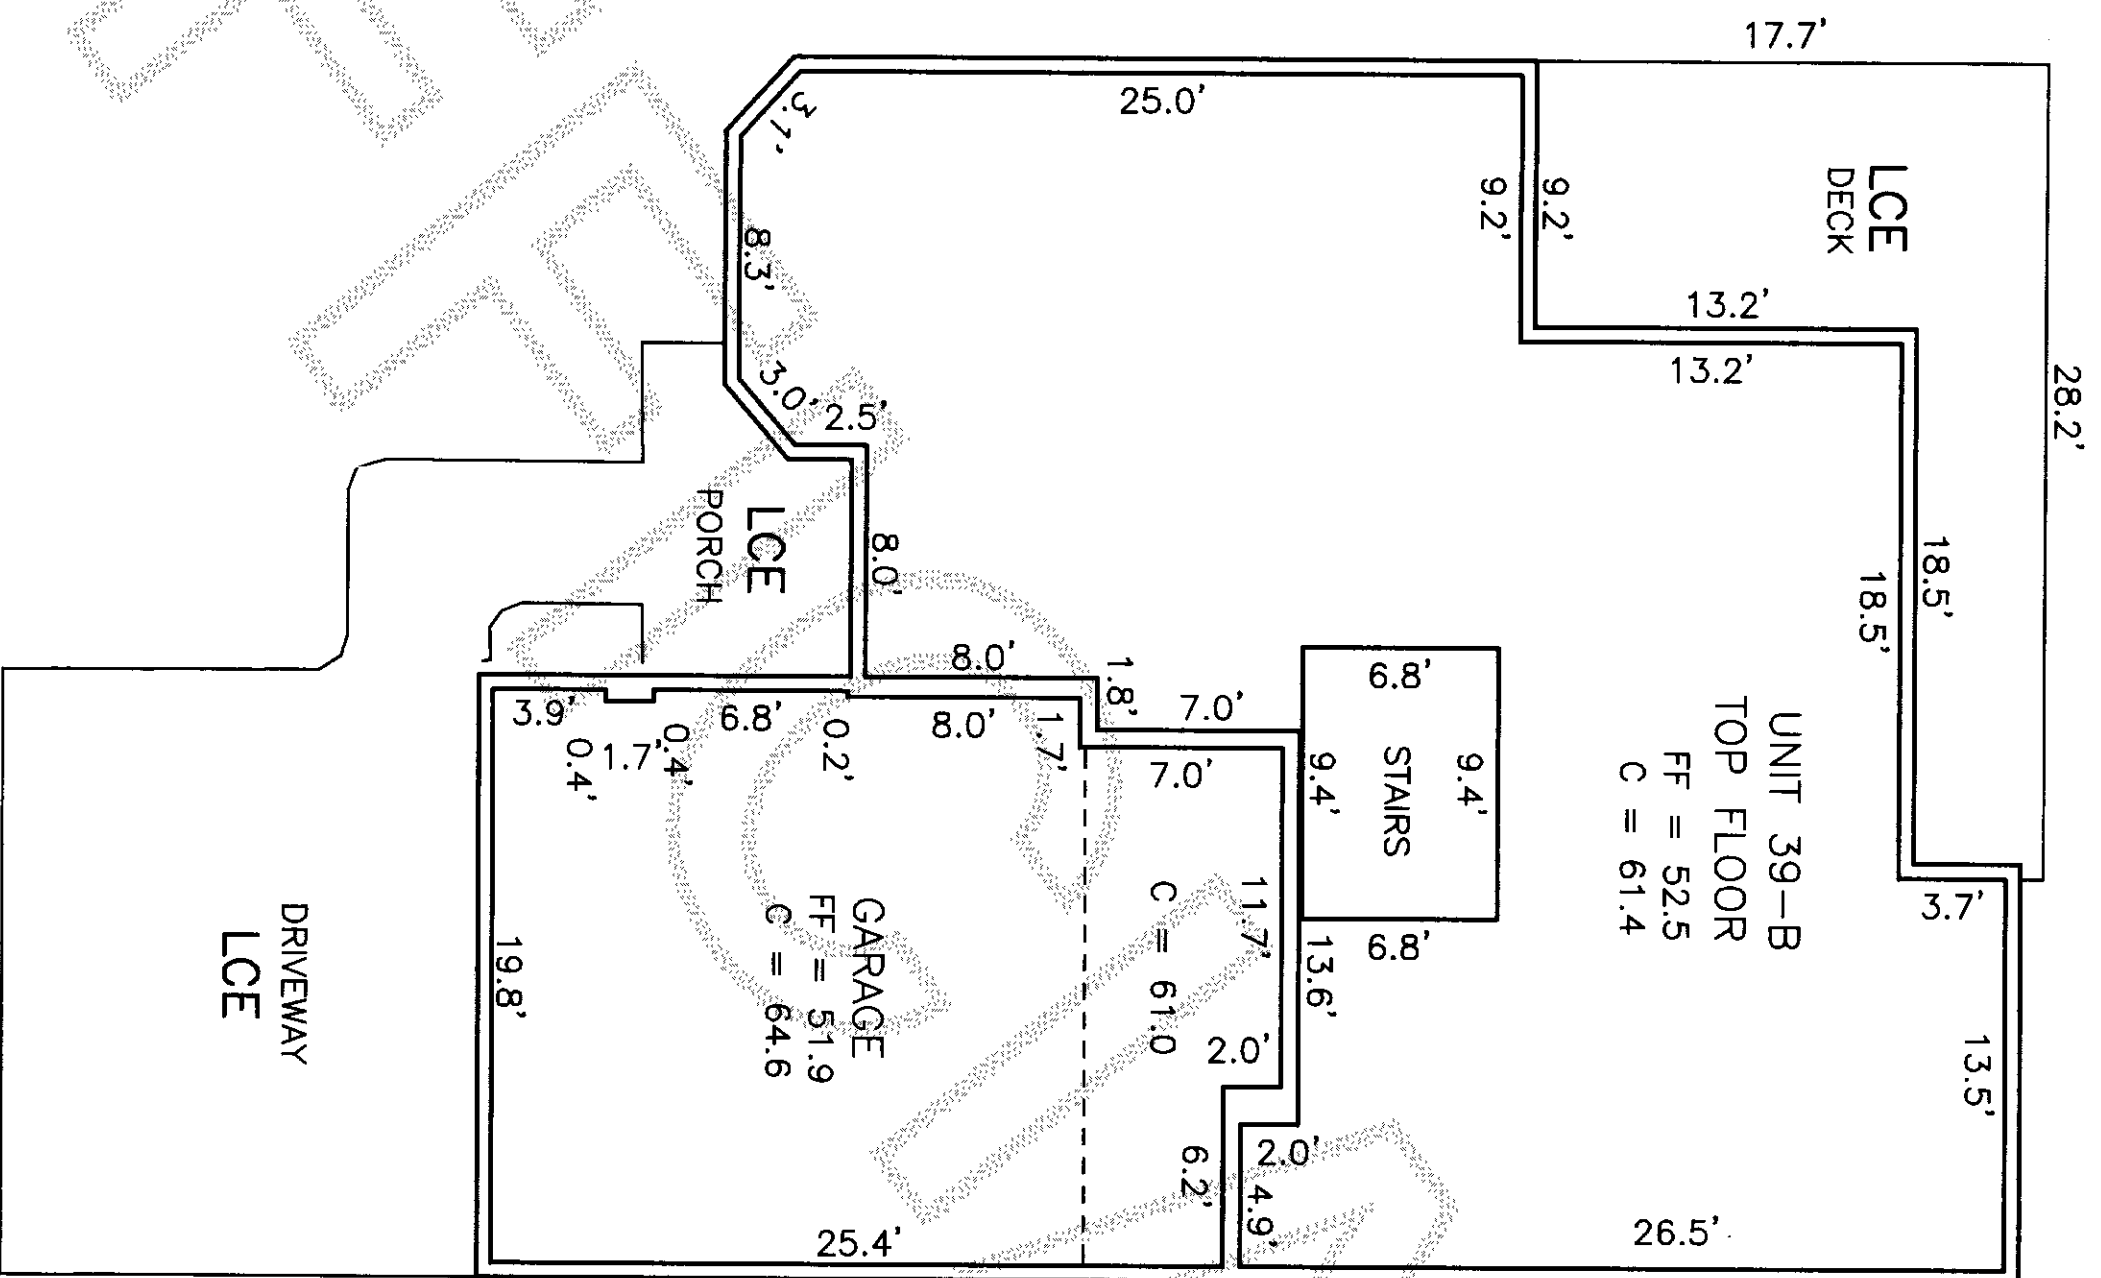 17.7'
25.0'
3.1'
8.3'
9.2'
9.2'
LCE
DECK
13.2'
13.2'
28.2'
3.0'
2.5'
LCE
PORCH
8.0'
18.5'
18.5'
8.0'
1.8'
7.0'
6.8'
STAIRS
9.4'
9.4'
6.8'
UNIT 39-B
TOP FLOOR
FF = 52.5
C = 61.4
3.7'
13.5'
3.9'
0.4'
1.7'
0.4'
6.8'
0.2'
8.0'
1.7'
7.0'
11.7'
13.6'
C = 61.0
2.0'
2.0'
6.2'
4.9'
26.5'
GARAGE
FF = 51.9
C = 64.6
19.8'
25.4'
DRIVEWAY
LCE